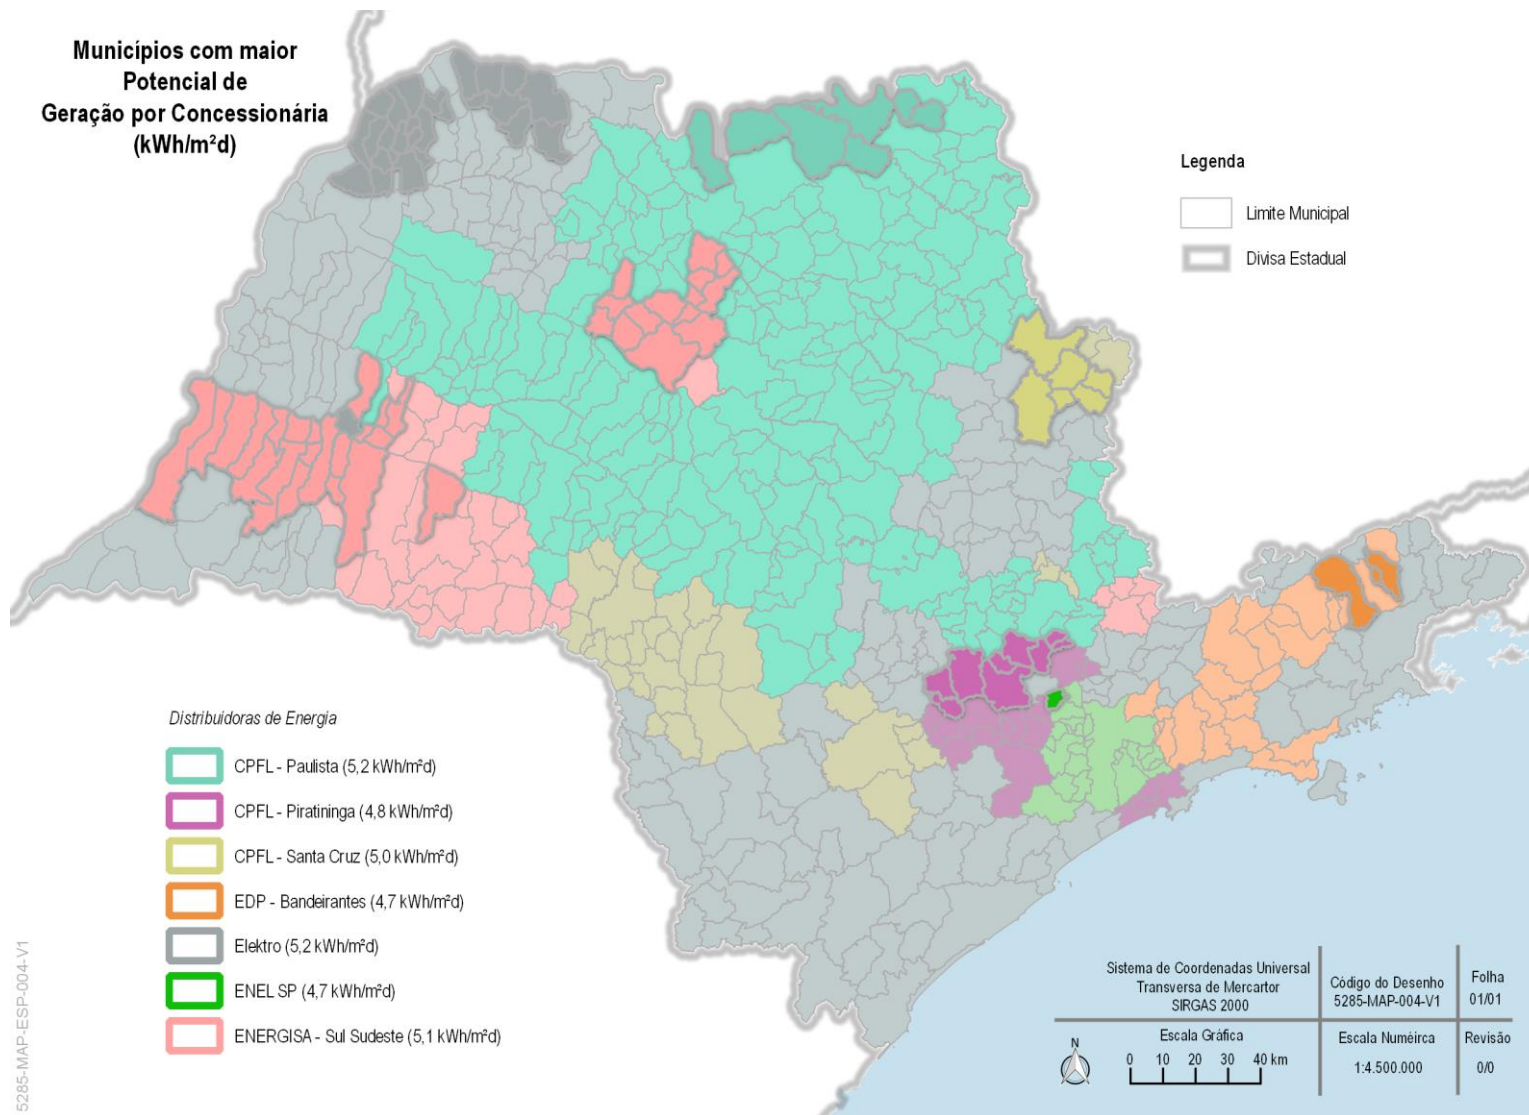 Municípios com maior
Potencial de
Geração por Concessionária
(kWh/m²d)
Legenda
Limite Municipal
Divisa Estadual
Distribuidoras de Energia
CPFL - Paulista (5,2 kWh/m²d)
CPFL - Piratininga (4,8 kWh/m²d)
CPFL - Santa Cruz (5,0 kWh/m²d)
EDP - Bandeirantes (4,7 kWh/m²d)
Elektro (5,2 kWh/m²d)
ENEL SP (4,7 kWh/m²d)
ENERGISA - Sul Sudeste (5,1 kWh/m²d)
5285-MAP-ESP-004-V1
Sistema de Coordenadas Universal
Transversa de Mercartor
SIRGAS 2000
Código do Desenho
5285-MAP-004-V1
Folha
01/01
N
Escala Gráfica
0 10 20 30 40 km
Escala Numéirca
1:4.500.000
Revisão
0/0